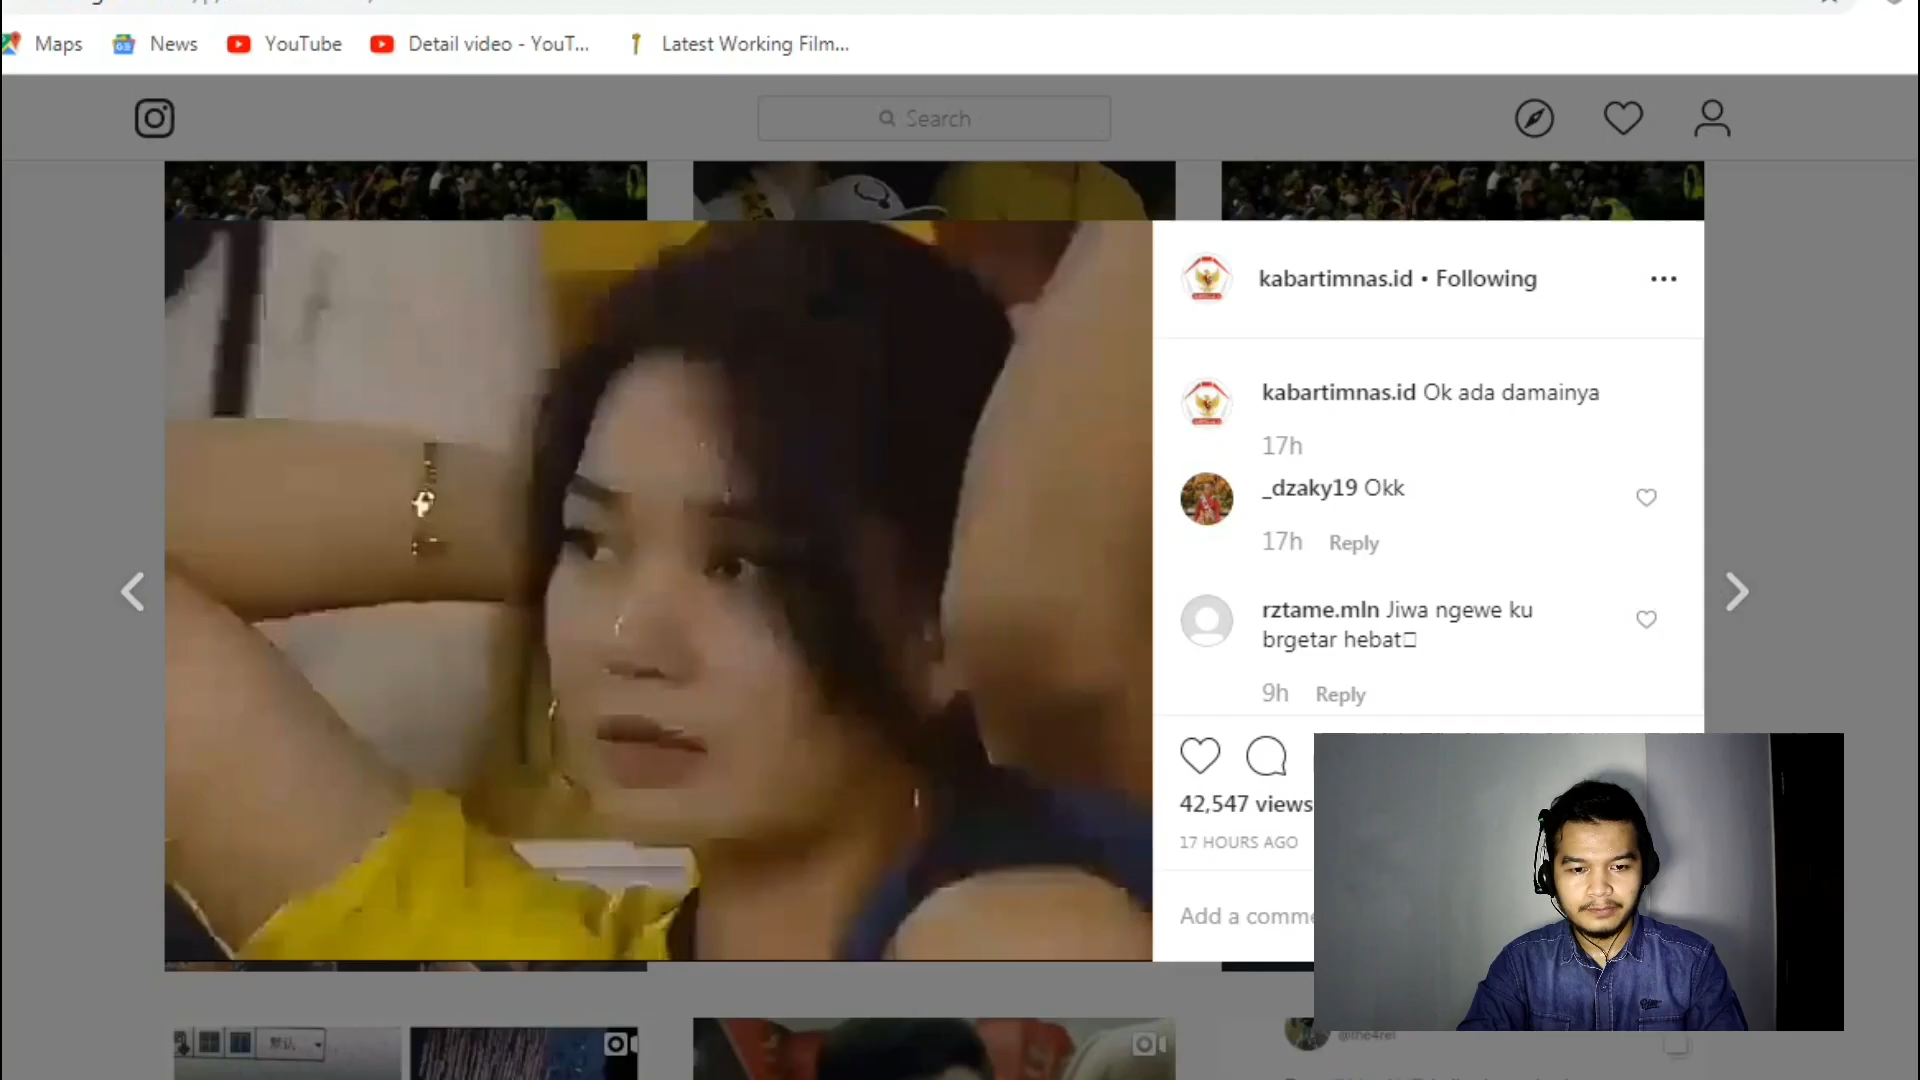 Maps News YouTube Detail video - YouT... Latest Working Film...
Search
kabartimnas.id • Following
kabartimnas.id Ok ada damainya
17h
_dzaky19 Okk
17h Reply
rztame.mln Jiwa ngewe ku
brgetar hebat
9h Reply
42,547 views
17 HOURS AGO
Add a comme
@the4rei